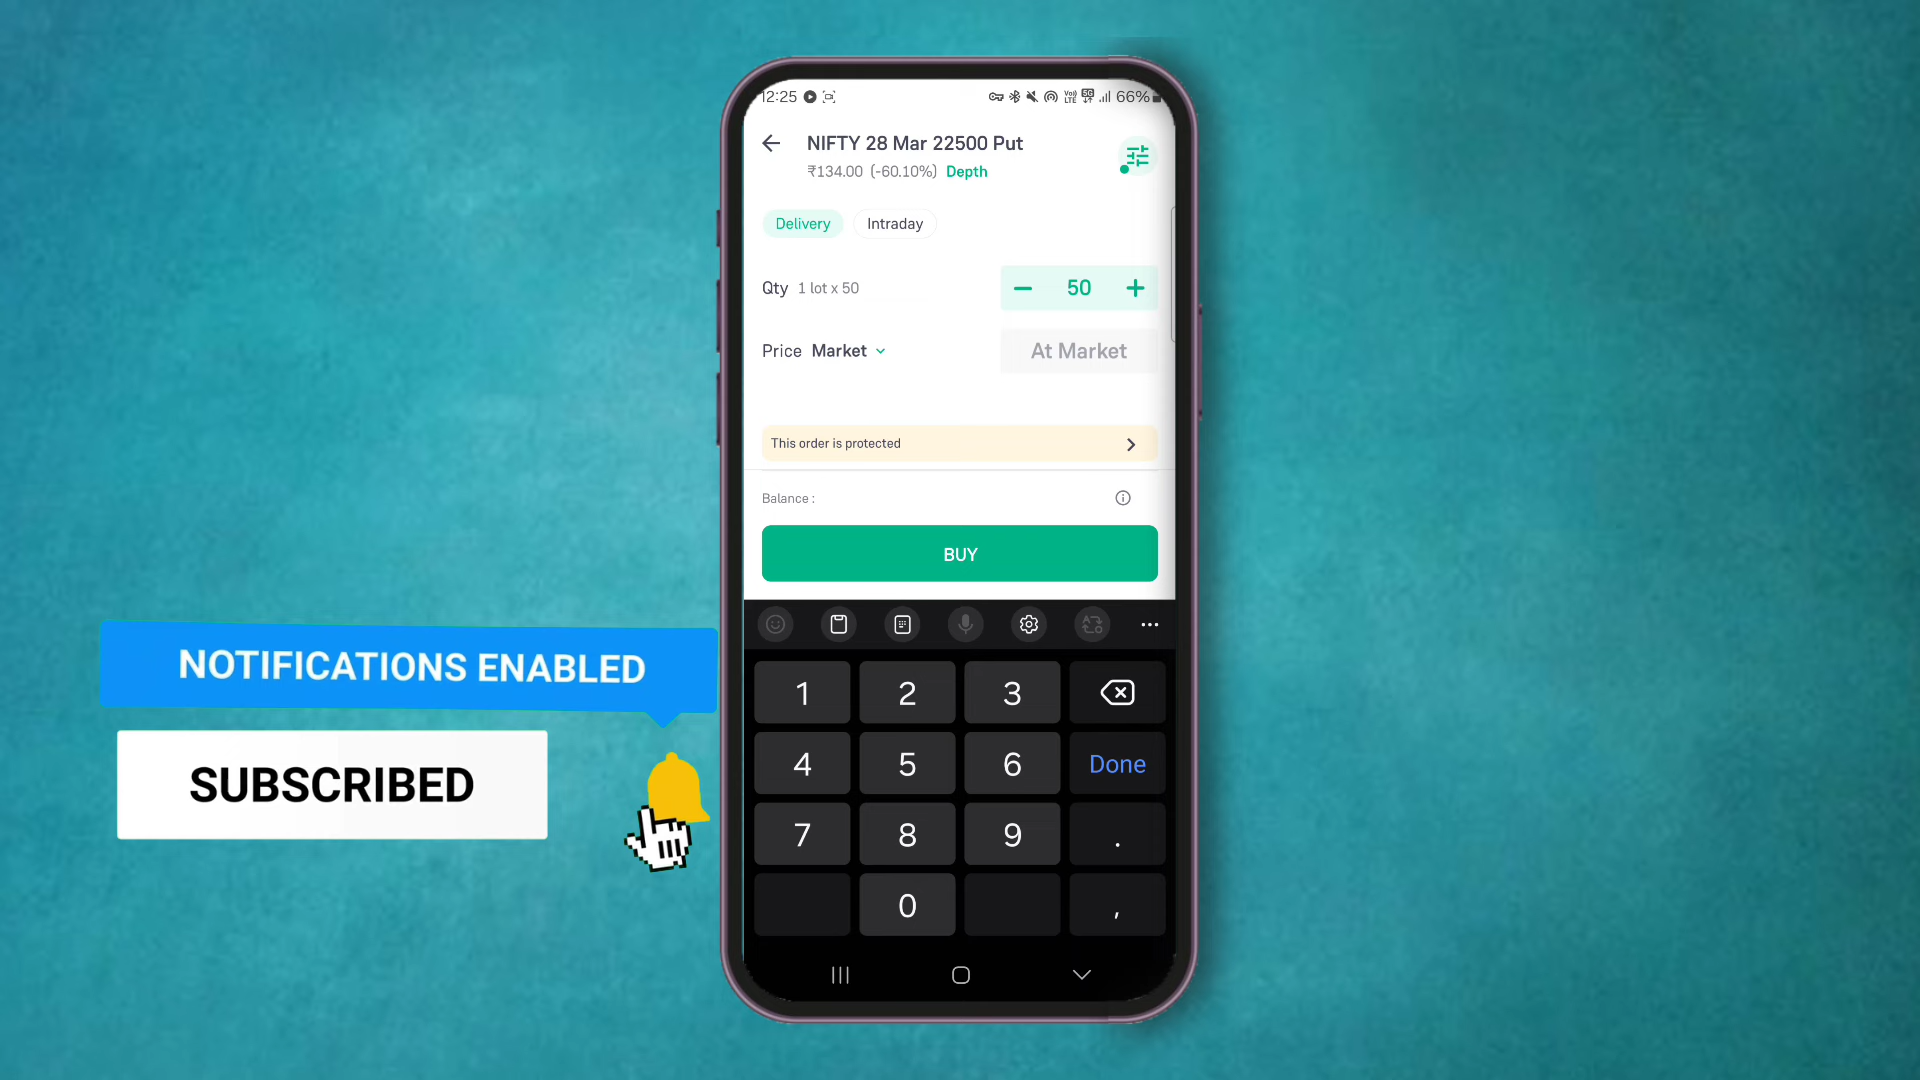 12:25
66%
NIFTY 28 Mar 22500 Put
₹134.00 (-60.10%) Depth
Delivery Intraday
Qty 1 lot x 50
− 50 +
Price Market
At Market
This order is protected
Balance :
BUY
NOTIFICATIONS ENABLED
SUBSCRIBED
1 2 3
4 5 6 Done
7 8 9 .
0 ,